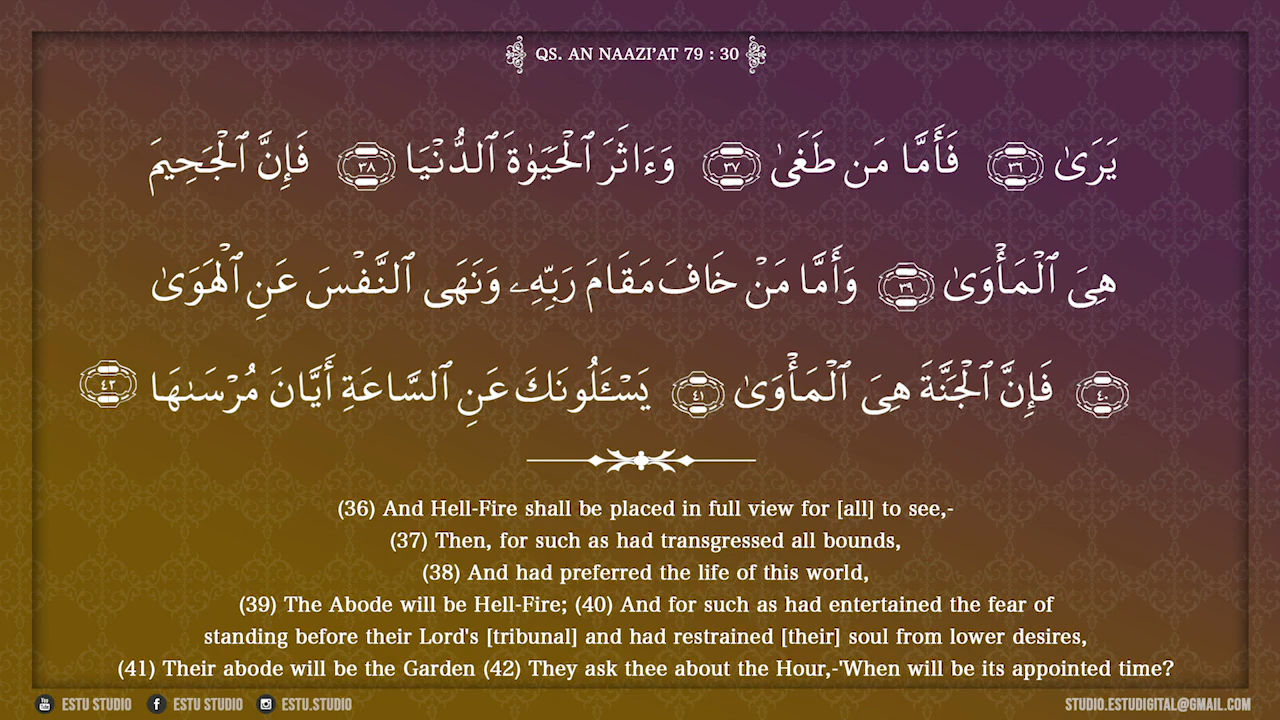 QS. AN NAAZI'AT 79 : 30
يَرَىٰ ٣٦ فَأَمَّا مَن طَغَىٰ ٣٧ وَءَاثَرَ ٱلْحَيَوٰةَ ٱلدُّنْيَا ٣٨ فَإِنَّ ٱلْجَحِيمَ
هِىَ ٱلْمَأْوَىٰ ٣٩ وَأَمَّا مَنْ خَافَ مَقَامَ رَبِّهِۦ وَنَهَى ٱلنَّفْسَ عَنِ ٱلْهَوَىٰ
٤٠ فَإِنَّ ٱلْجَنَّةَ هِىَ ٱلْمَأْوَىٰ ٤١ يَسْـَٔلُونَكَ عَنِ ٱلسَّاعَةِ أَيَّانَ مُرْسَىٰهَا ٤٢
(36) And Hell-Fire shall be placed in full view for [all] to see,-
(37) Then, for such as had transgressed all bounds,
(38) And had preferred the life of this world,
(39) The Abode will be Hell-Fire; (40) And for such as had entertained the fear of
standing before their Lord's [tribunal] and had restrained [their] soul from lower desires,
(41) Their abode will be the Garden (42) They ask thee about the Hour,-'When will be its appointed time?
ESTU STUDIO ESTU STUDIO ESTU.STUDIO STUDIO.ESTUDIGITAL@GMAIL.COM